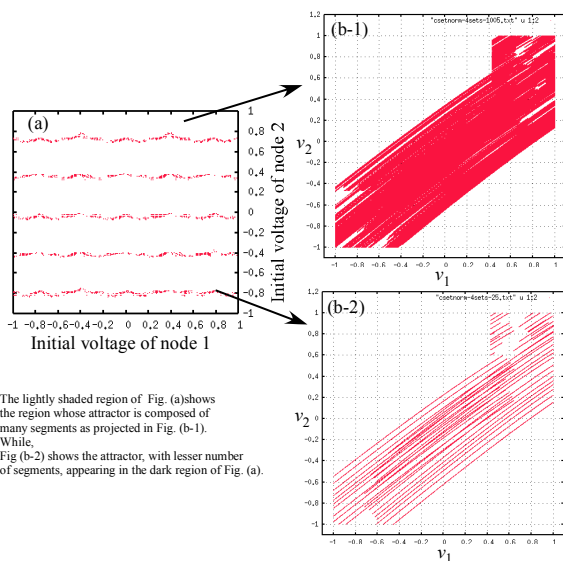 (a)
1
0.8
0.6
0.4
0.2
0
-0.2
-0.4
-0.6
-0.8
-1
-1 -0.8 -0.6 -0.4 -0.2 0 0.2 0.4 0.6 0.8 1
Initial voltage of node 1
Initial voltage of node 2
The lightly shaded region of Fig. (a)shows
the region whose attractor is composed of
many segments as projected in Fig. (b-1).
While,
Fig (b-2) shows the attractor, with lesser number
of segments, appearing in the dark region of Fig. (a).
(b-1)
"csetnorm-4sets-1005.txt" u 1:2
1.2
1
0.8
0.6
0.4
0.2
0
-0.2
-0.4
-0.6
-0.8
-1
v2
-1 -0.8 -0.6 -0.4 -0.2 0 0.2 0.4 0.6 0.8 1
v1
(b-2)
"csetnorm-4sets-25.txt" u 1:2
1.2
1
0.8
0.6
0.4
0.2
0
-0.2
-0.4
-0.6
-0.8
-1
v2
-1 -0.8 -0.6 -0.4 -0.2 0 0.2 0.4 0.6 0.8 1
v1